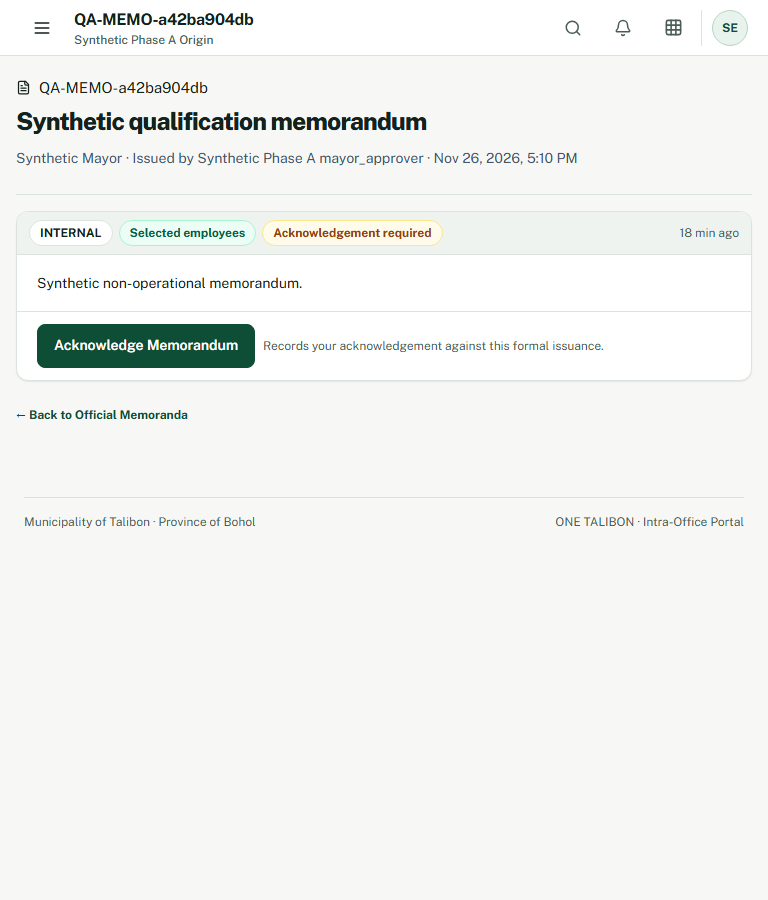 QA-MEMO-a42ba904db
Synthetic Phase A Origin
SE
QA-MEMO-a42ba904db
Synthetic qualification memorandum
Synthetic Mayor · Issued by Synthetic Phase A mayor_approver · Nov 26, 2026, 5:10 PM
INTERNAL Selected employees Acknowledgement required 18 min ago
Synthetic non-operational memorandum.
Acknowledge Memorandum Records your acknowledgement against this formal issuance.
← Back to Official Memoranda
Municipality of Talibon · Province of Bohol ONE TALIBON · Intra-Office Portal